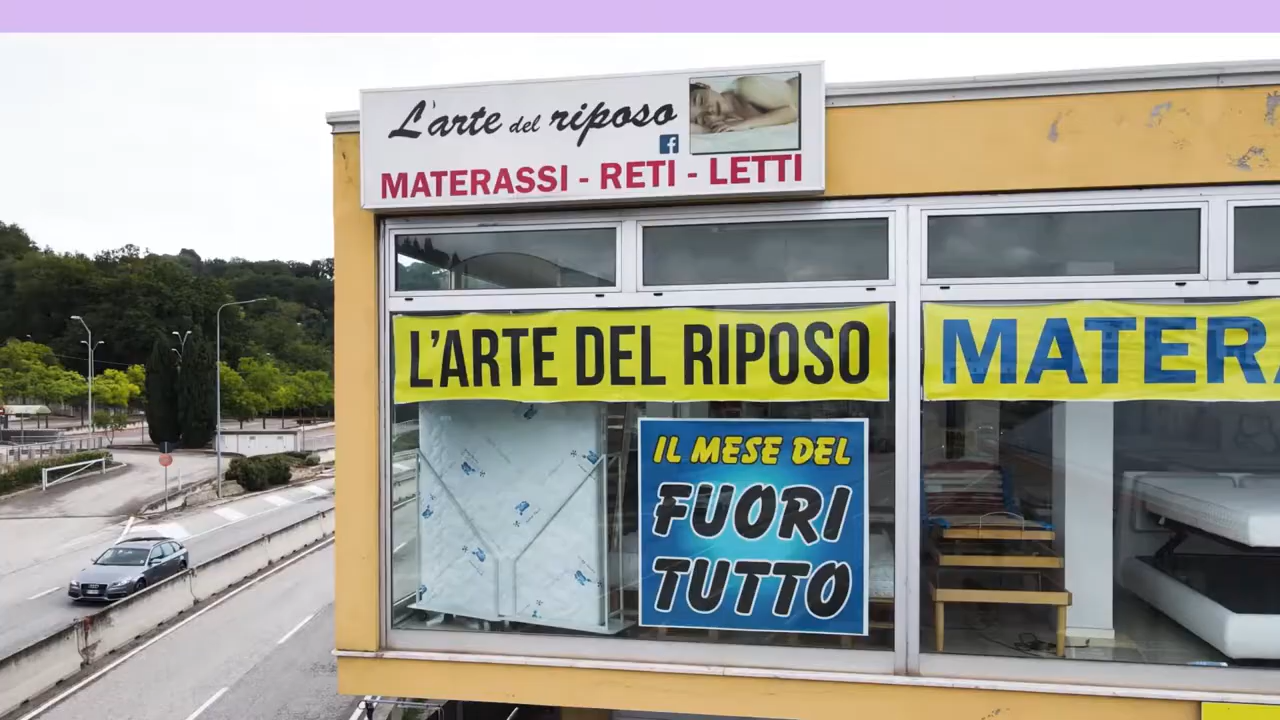 L'arte del riposo
MATERASSI - RETI - LETTI
L'ARTE DEL RIPOSO
MATER
IL MESE DEL
FUORI
TUTTO